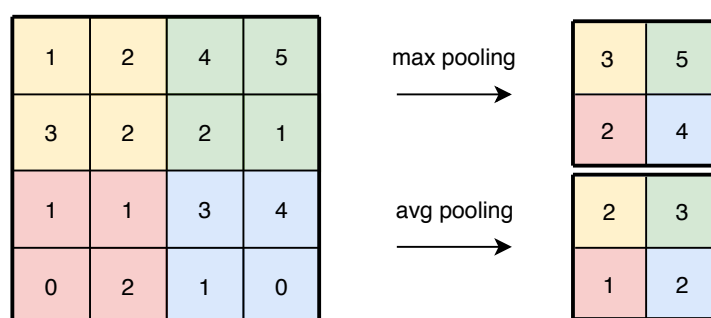 1 2 4 5
3 2 2 1
1 1 3 4
0 2 1 0
max pooling
3 5
2 4
avg pooling
2 3
1 2